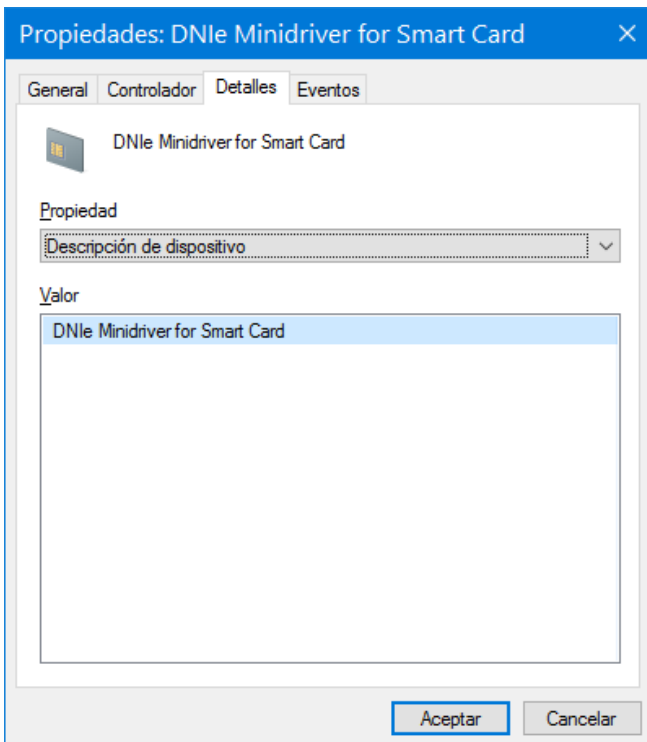 Propiedades: DNIe Minidriver for Smart Card
General Controlador Detalles Eventos
DNIe Minidriver for Smart Card
Propiedad
Descripción de dispositivo
Valor
DNIe Minidriver for Smart Card
Aceptar Cancelar